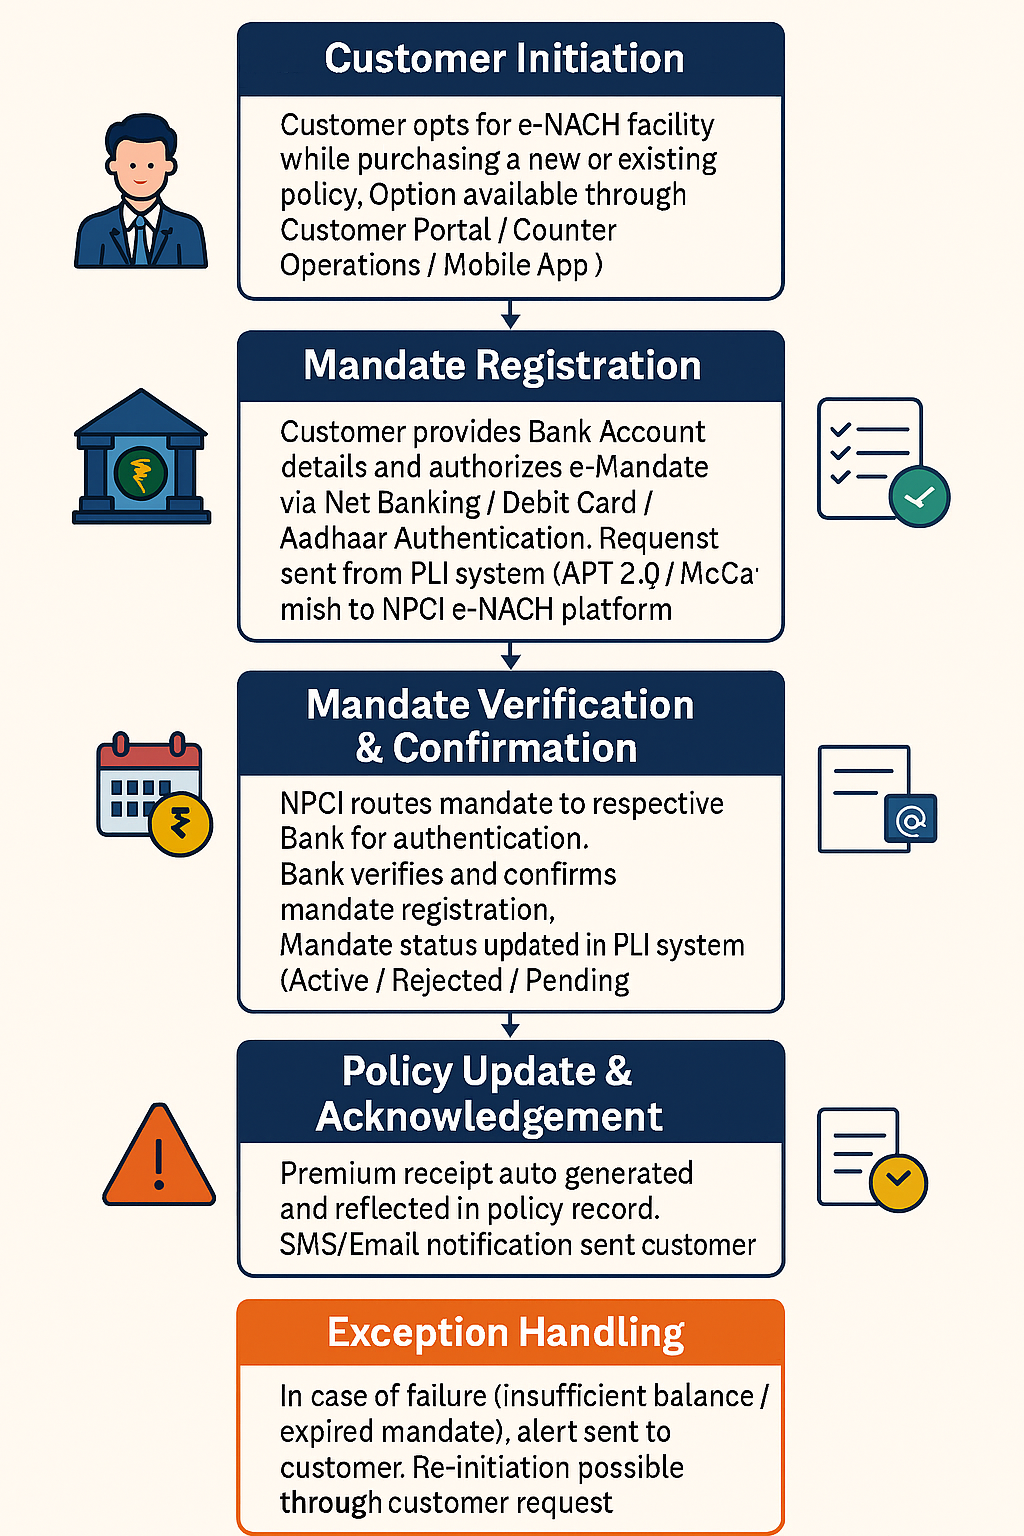 Customer Initiation
Customer opts for e-NACH facility
while purchasing a new or existing
policy, Option available through
Customer Portal / Counter
Operations / Mobile App )
Mandate Registration
Customer provides Bank Account
details and authorizes e-Mandate
via Net Banking / Debit Card /
Aadhaar Authentication. Requenst
sent from PLI system (APT 2.0 / McCa
mish to NPCI e-NACH platform
Mandate Verification
& Confirmation
NPCI routes mandate to respective
Bank for authentication.
Bank verifies and confirms
mandate registration,
Mandate status updated in PLI system
(Active / Rejected / Pending
Policy Update &
Acknowledgement
Premium receipt auto generated
and reflected in policy record.
SMS/Email notification sent customer
Exception Handling
In case of failure (insufficient balance /
expired mandate), alert sent to
customer. Re-initiation possible
through customer request